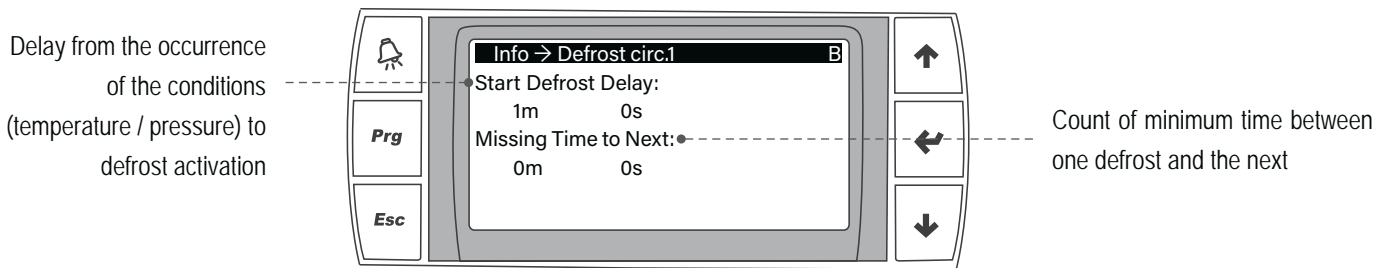 Delay from the occurrence
of the conditions
(temperature / pressure) to
defrost activation
Prg
Esc
Info → Defrost circ.1 B
Start Defrost Delay:
1m 0s
Missing Time to Next:
0m 0s
Count of minimum time between
one defrost and the next